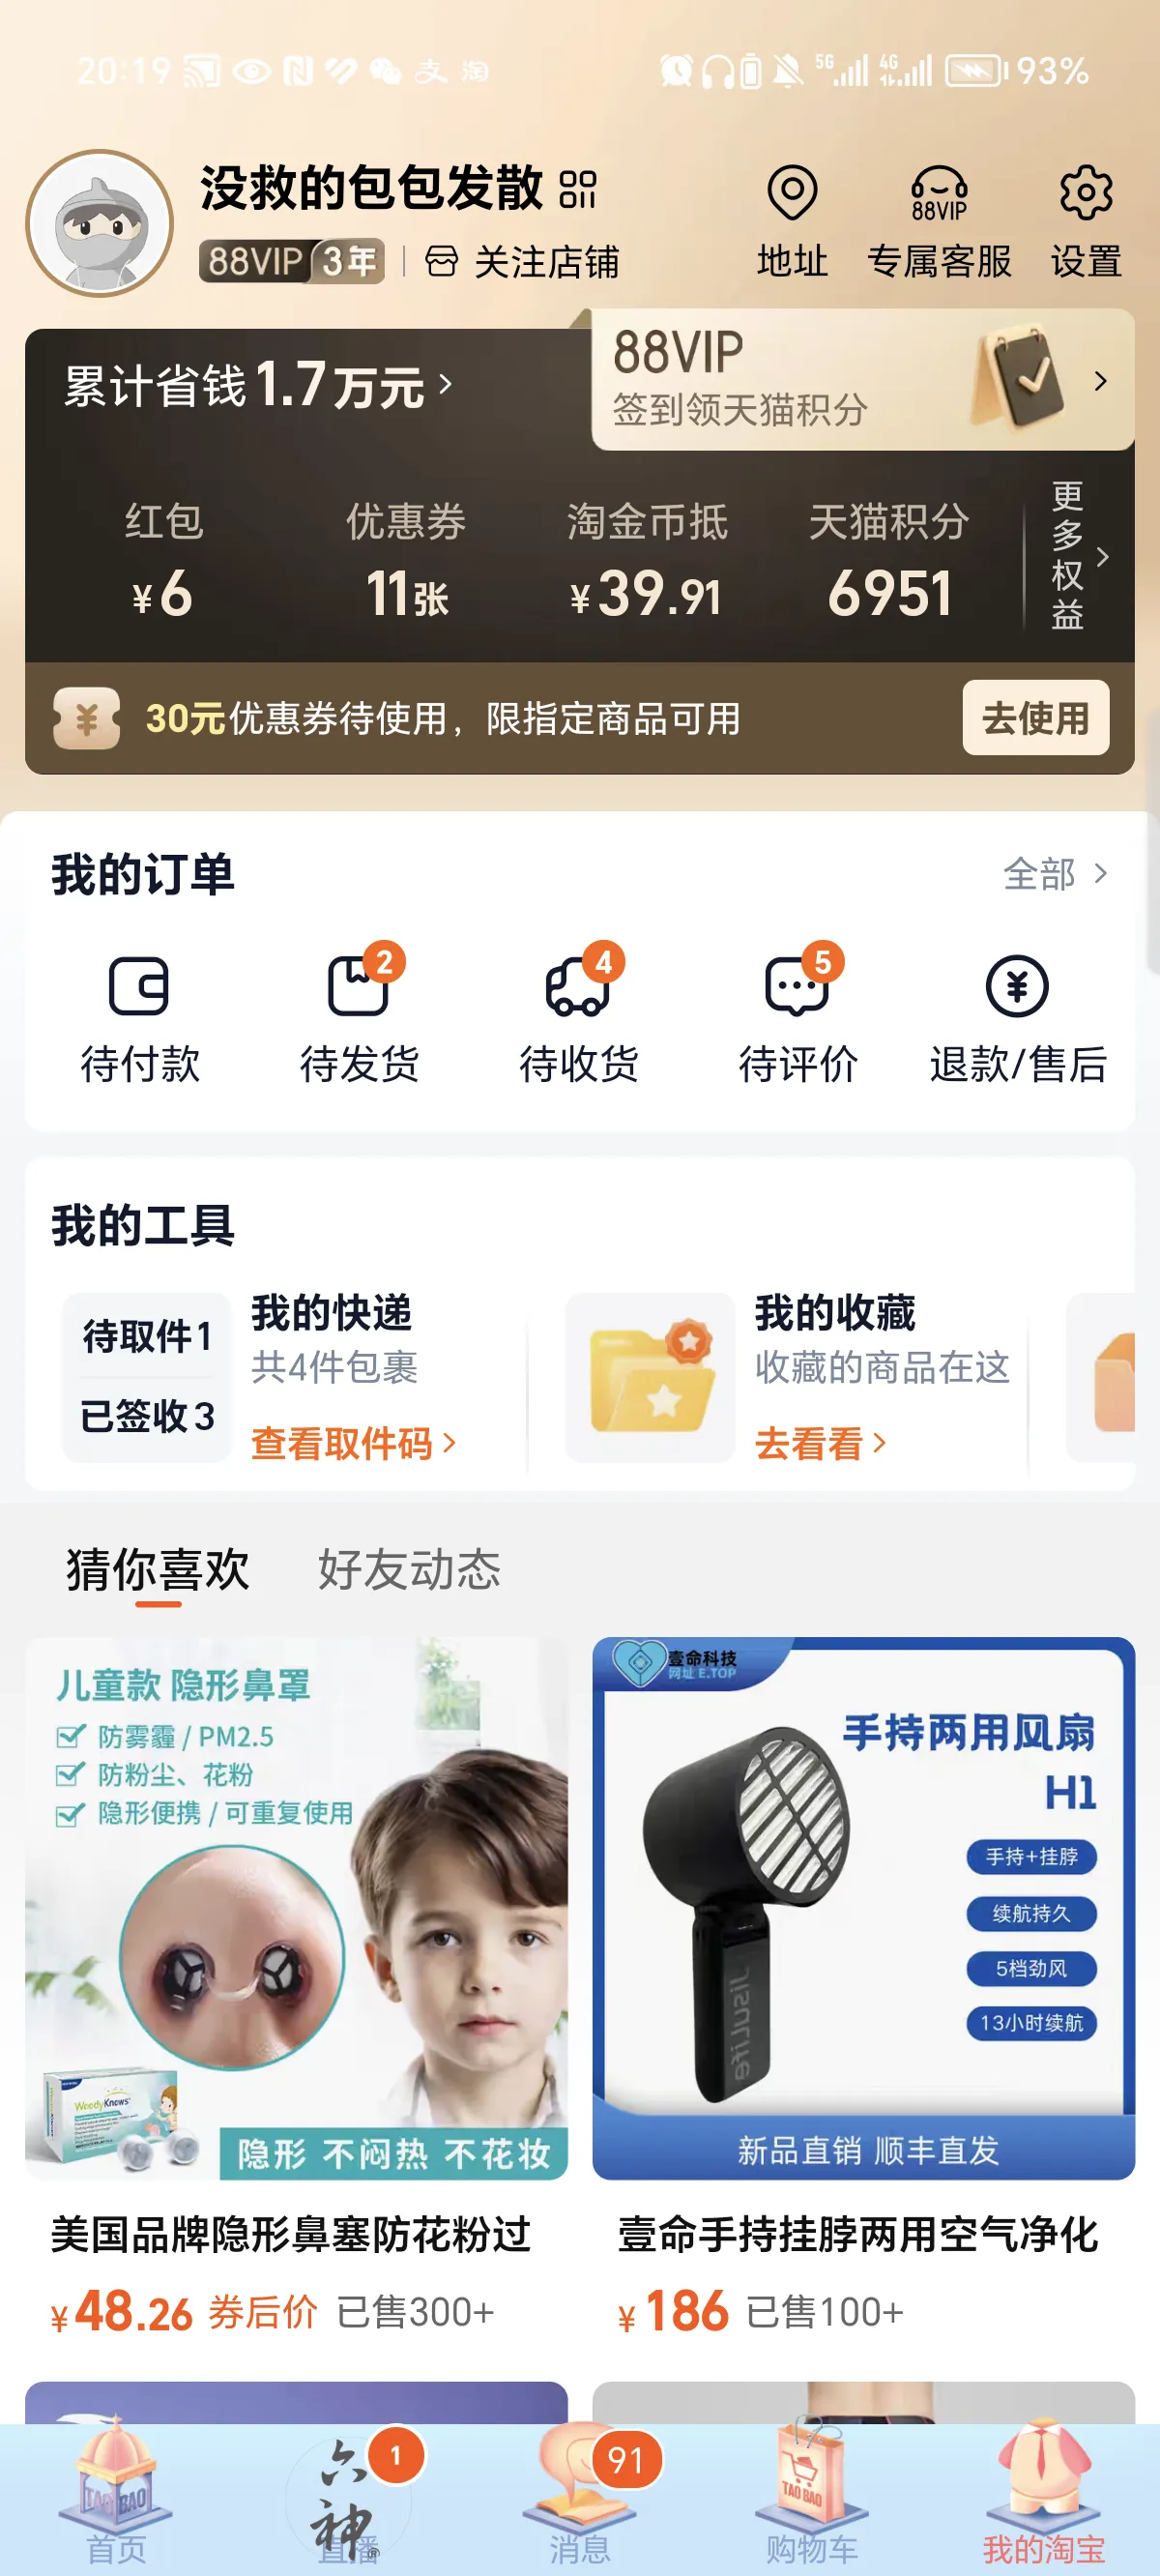 20:19 支 淘 5G 4G 93%
没救的包包发散
88VIP 3年 关注店铺
地址 88VIP 专属客服 设置
累计省钱1.7万元
88VIP
签到领天猫积分
红包 优惠券 淘金币抵 天猫积分
¥6 11张 ¥39.91 6951
更多权益
30元优惠券待使用，限指定商品可用 去使用
我的订单 全部
2 4 5
待付款 待发货 待收货 待评价 退款/售后
我的工具
待取件1
已签收3
我的快递
共4件包裹
查看取件码
我的收藏
收藏的商品在这
去看看
猜你喜欢 好友动态
儿童款 隐形鼻罩
防雾霾 / PM2.5
防粉尘、花粉
隐形便携 / 可重复使用
WoodyKnows
隐形 不闷热 不花妆
壹命科技
网址 E.TOP
手持两用风扇
H1
手持+挂脖
续航持久
5档劲风
13小时续航
JISULIFE
新品直销 顺丰直发
美国品牌隐形鼻塞防花粉过
¥48.26 券后价 已售300+
壹命手持挂脖两用空气净化
¥186 已售100+
TAO BAO
首页
六神®
1
直播
91
消息
TAO BAO
购物车
我的淘宝